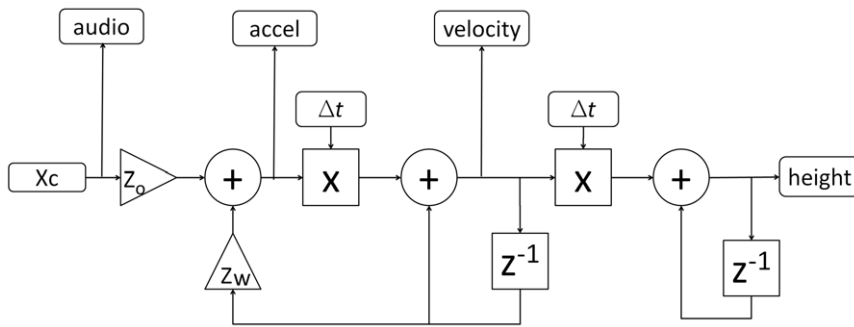 audio
accel
velocity
Δt
Δt
Xc
Zo
+
x
+
x
+
height
Zw
z-1
z-1